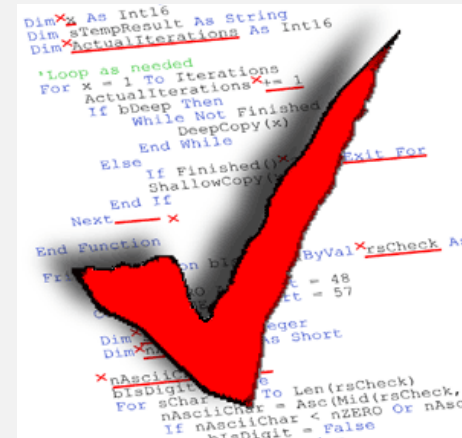 Dim x As Int16
Dim sTempResult As String
Dim ActualIterations As Int16
'Loop as needed
For x = 1 To Iterations
ActualIterations += 1
If bDeep Then
While Not Finished
DeepCopy(x)
End While
Else
If Finished() Exit For
ShallowCopy(
End If
Next
End Function
ByVal rsCheck As
= 48
= 57
Dim
Dim As Short
nAsciiC
bIsDigit
For sChar To Len(rsCheck)
nAsciiChar = Asc(Mid(rsCheck,
If nAsciiChar < nZERO Or nAsc
bIsDigit = False